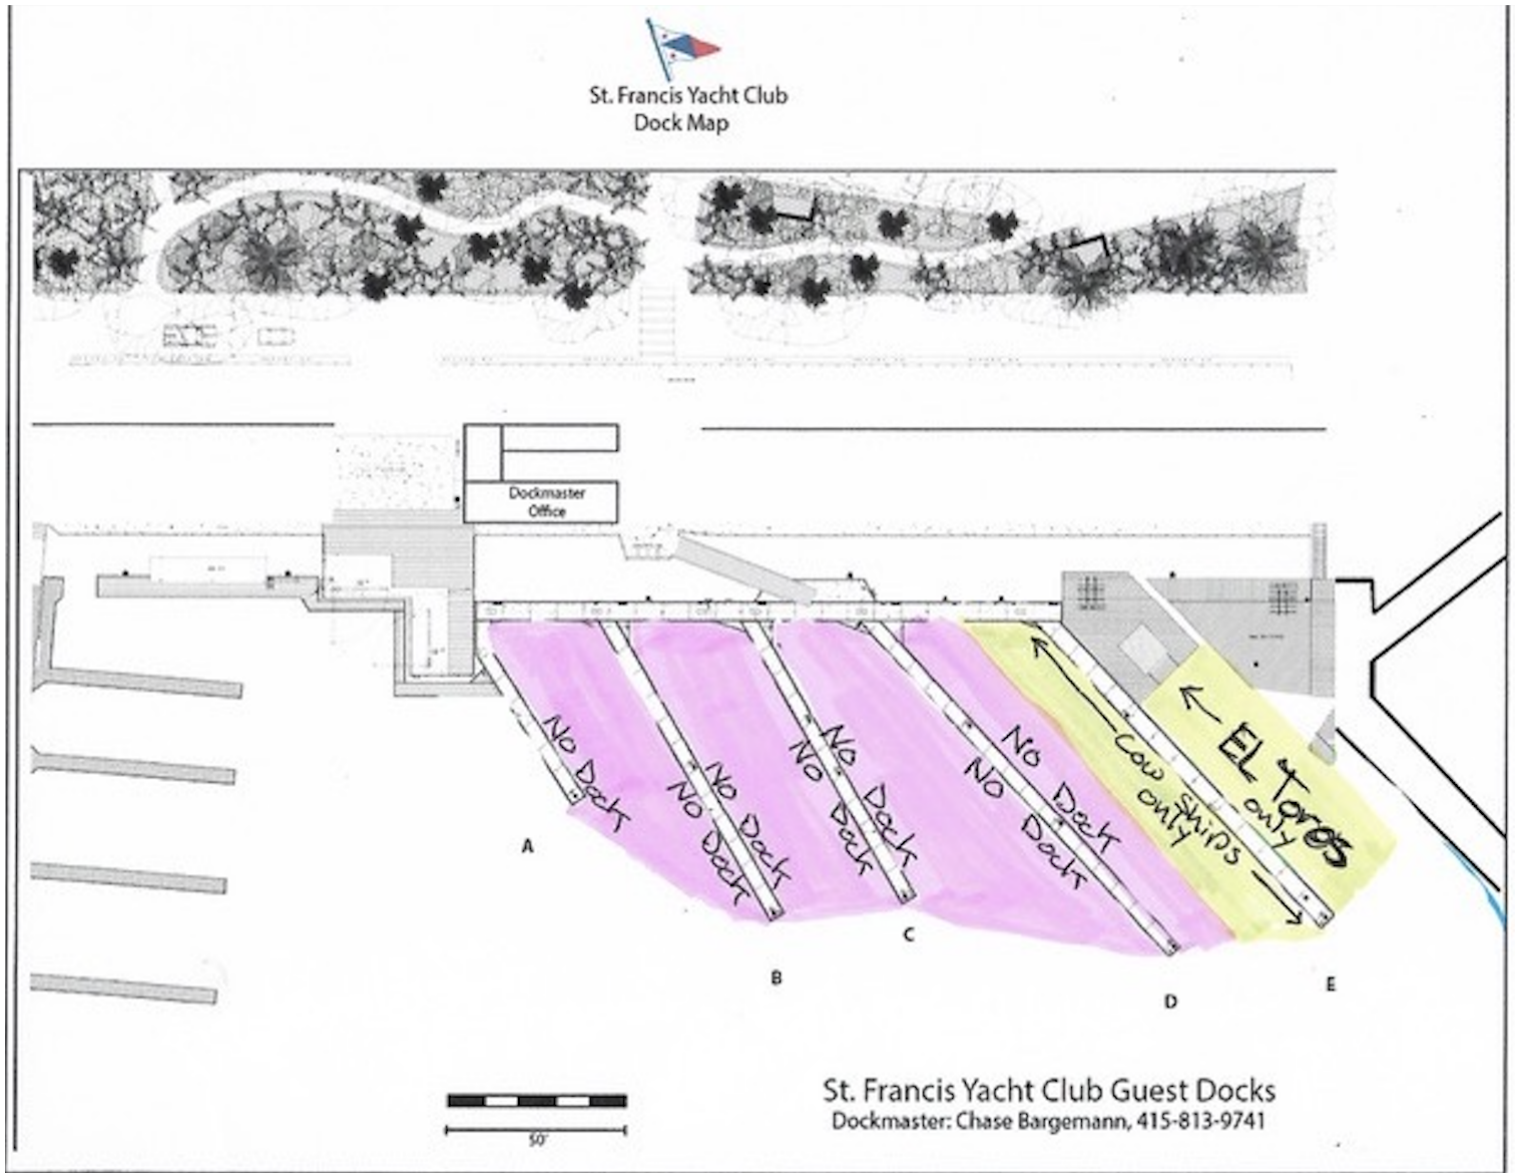 St. Francis Yacht Club
Dock Map
Dockmaster
Office
No Dock
No Dock
No Dock
No Dock
No Dock
No Dock
No Dock
Cow Ships
only
EL Toros
only
A
B
C
D
E
50'
St. Francis Yacht Club Guest Docks
Dockmaster: Chase Bargemann, 415-813-9741